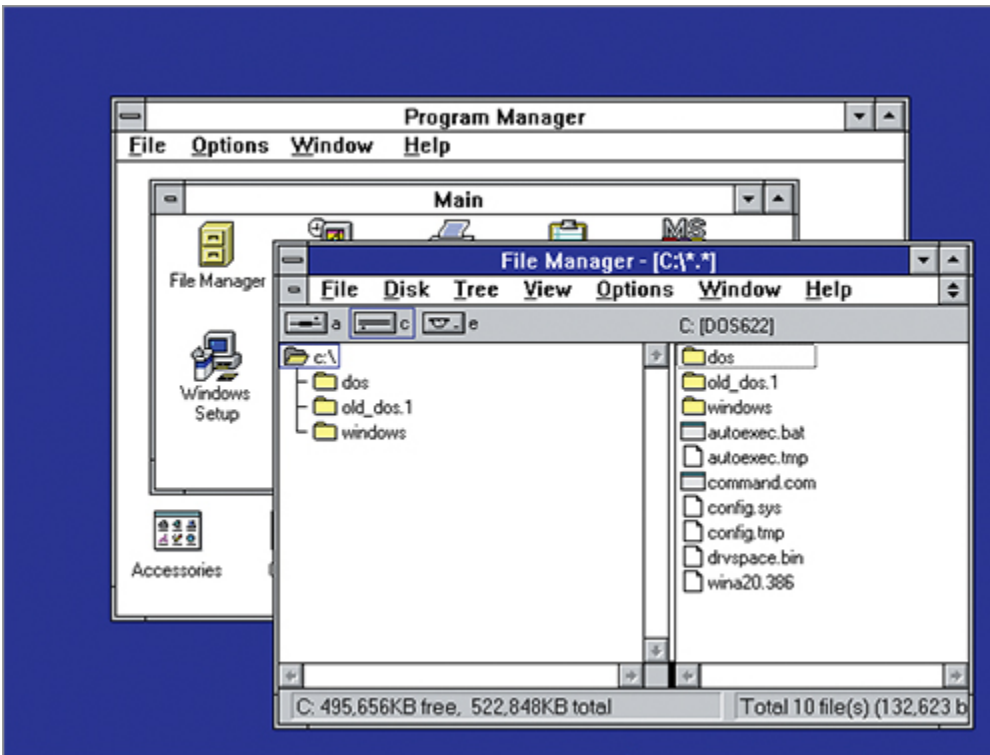 Program Manager
File Options Window Help
Main
File Manager
MS
Windows
Setup
Accessories
File Manager - [C:\*.*]
File Disk Tree View Options Window Help
a c e C: [DOS622]
c:\
dos
old_dos.1
windows
dos
old_dos.1
windows
autoexec.bat
autoexec.tmp
command.com
config.sys
config.tmp
drvspace.bin
wina20.386
C: 495,656KB free, 522,848KB total Total 10 file(s) (132,623 b